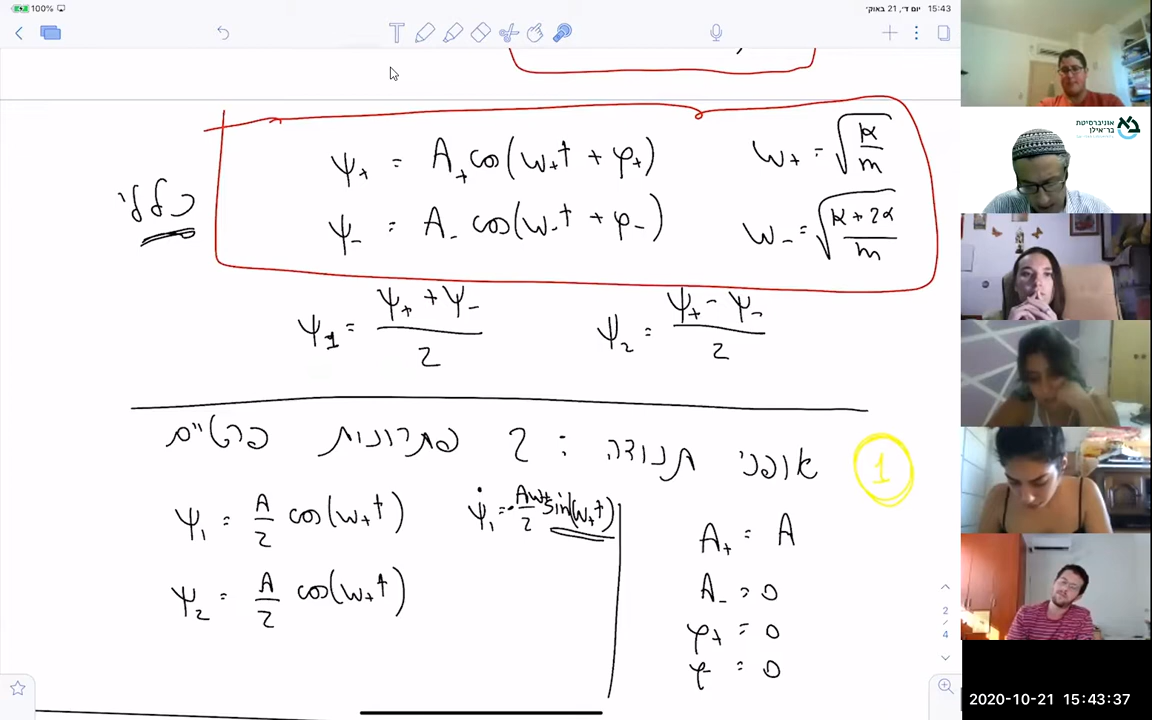 100%
15:43 יום ד׳, 21 באוק׳
ψ₊ = A₊ cos(ω₊t + φ₊)
ω₊ = √(k/m)
כללי
ψ₋ = A₋ cos(ω₋t + φ₋)
ω₋ = √((k+2α)/m)
ψ₁ = (ψ₊ + ψ₋)/2
ψ₂ = (ψ₊ - ψ₋)/2
① אופני תנודה : 2 פתרונות פרטיים
ψ₁ = A/2 cos(ω₊t)
ψ̇₁ = -Aω₊/2 sin(ω₊t)
ψ₂ = A/2 cos(ω₊t)
A₊ = A
A₋ = 0
φ₊ = 0
φ₋ = 0
אוניברסיטת
בר־אילן
2
/
4
2020-10-21 15:43:37